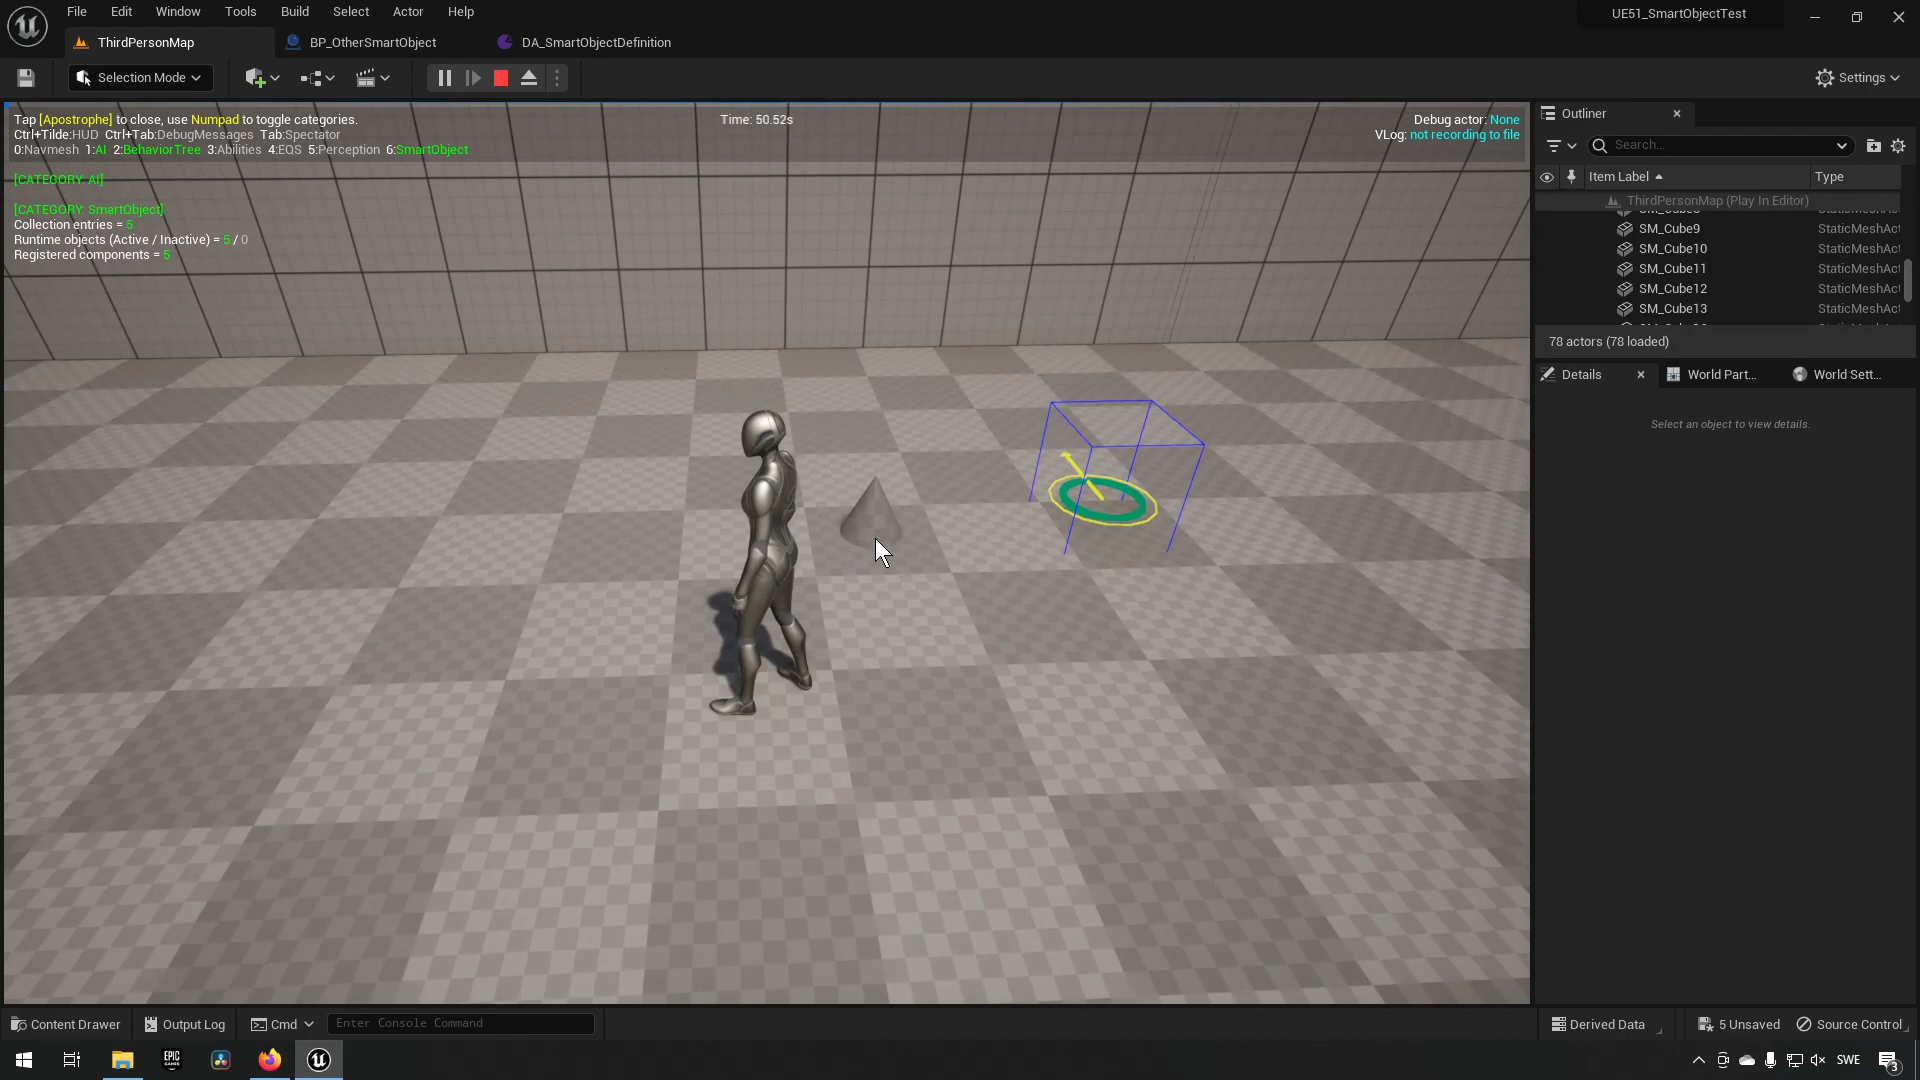 File Edit Window Tools Build Select Actor Help
UE51_SmartObjectTest
ThirdPersonMap BP_OtherSmartObject DA_SmartObjectDefinition
Selection Mode
Settings
Tap [Apostrophe] to close, use Numpad to toggle categories.
Ctrl+Tilde:HUD Ctrl+Tab:DebugMessages Tab:Spectator
0:Navmesh 1:AI 2:BehaviorTree 3:Abilities 4:EQS 5:Perception 6:SmartObject
Time: 50.52s
Debug actor: None
VLog: not recording to file
[CATEGORY: AI]
[CATEGORY: SmartObject]
Collection entries = 5
Runtime objects (Active / Inactive) = 5 / 0
Registered components = 5
Outliner
Search...
Item Label Type
ThirdPersonMap (Play In Editor)
SM_Cube9 StaticMeshAct
SM_Cube10 StaticMeshAct
SM_Cube11 StaticMeshAct
SM_Cube12 StaticMeshAct
SM_Cube13 StaticMeshAct
78 actors (78 loaded)
Details World Part... World Sett...
Select an object to view details.
Content Drawer Output Log Cmd Enter Console Command
Derived Data 5 Unsaved Source Control
EPIC GAMES
SWE
3